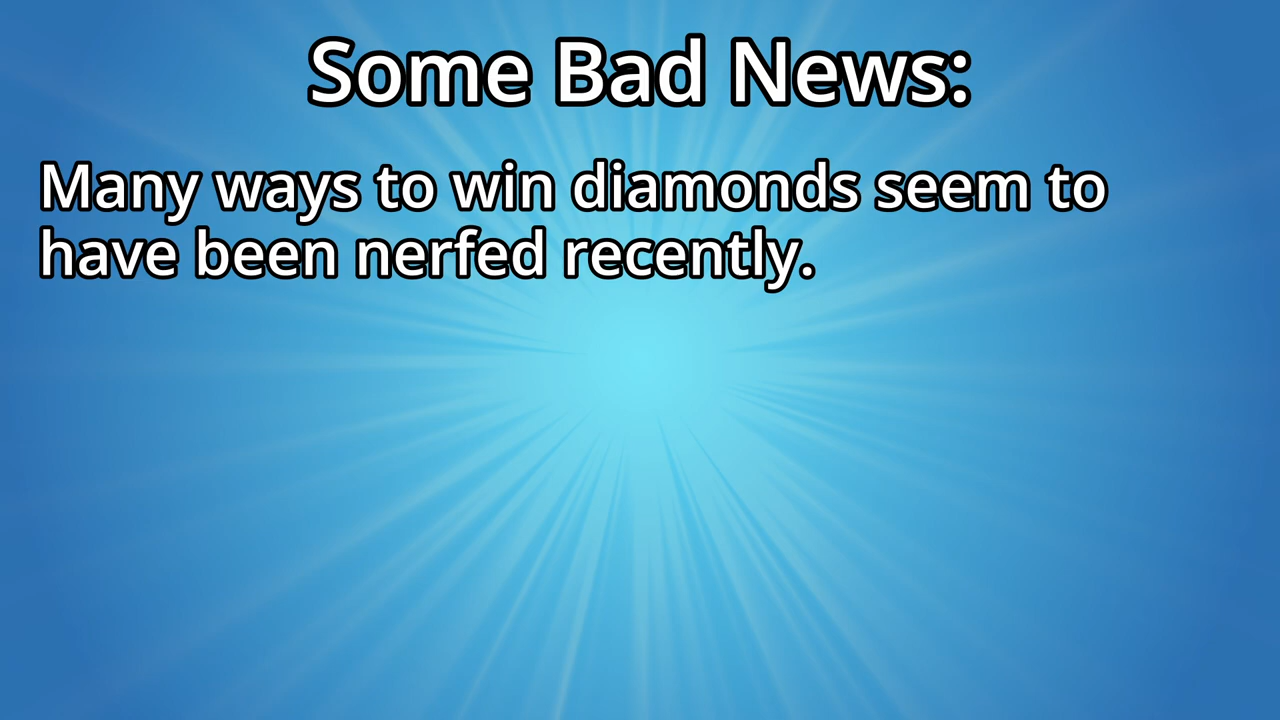 Some Bad News:
Many ways to win diamonds seem to
have been nerfed recently.